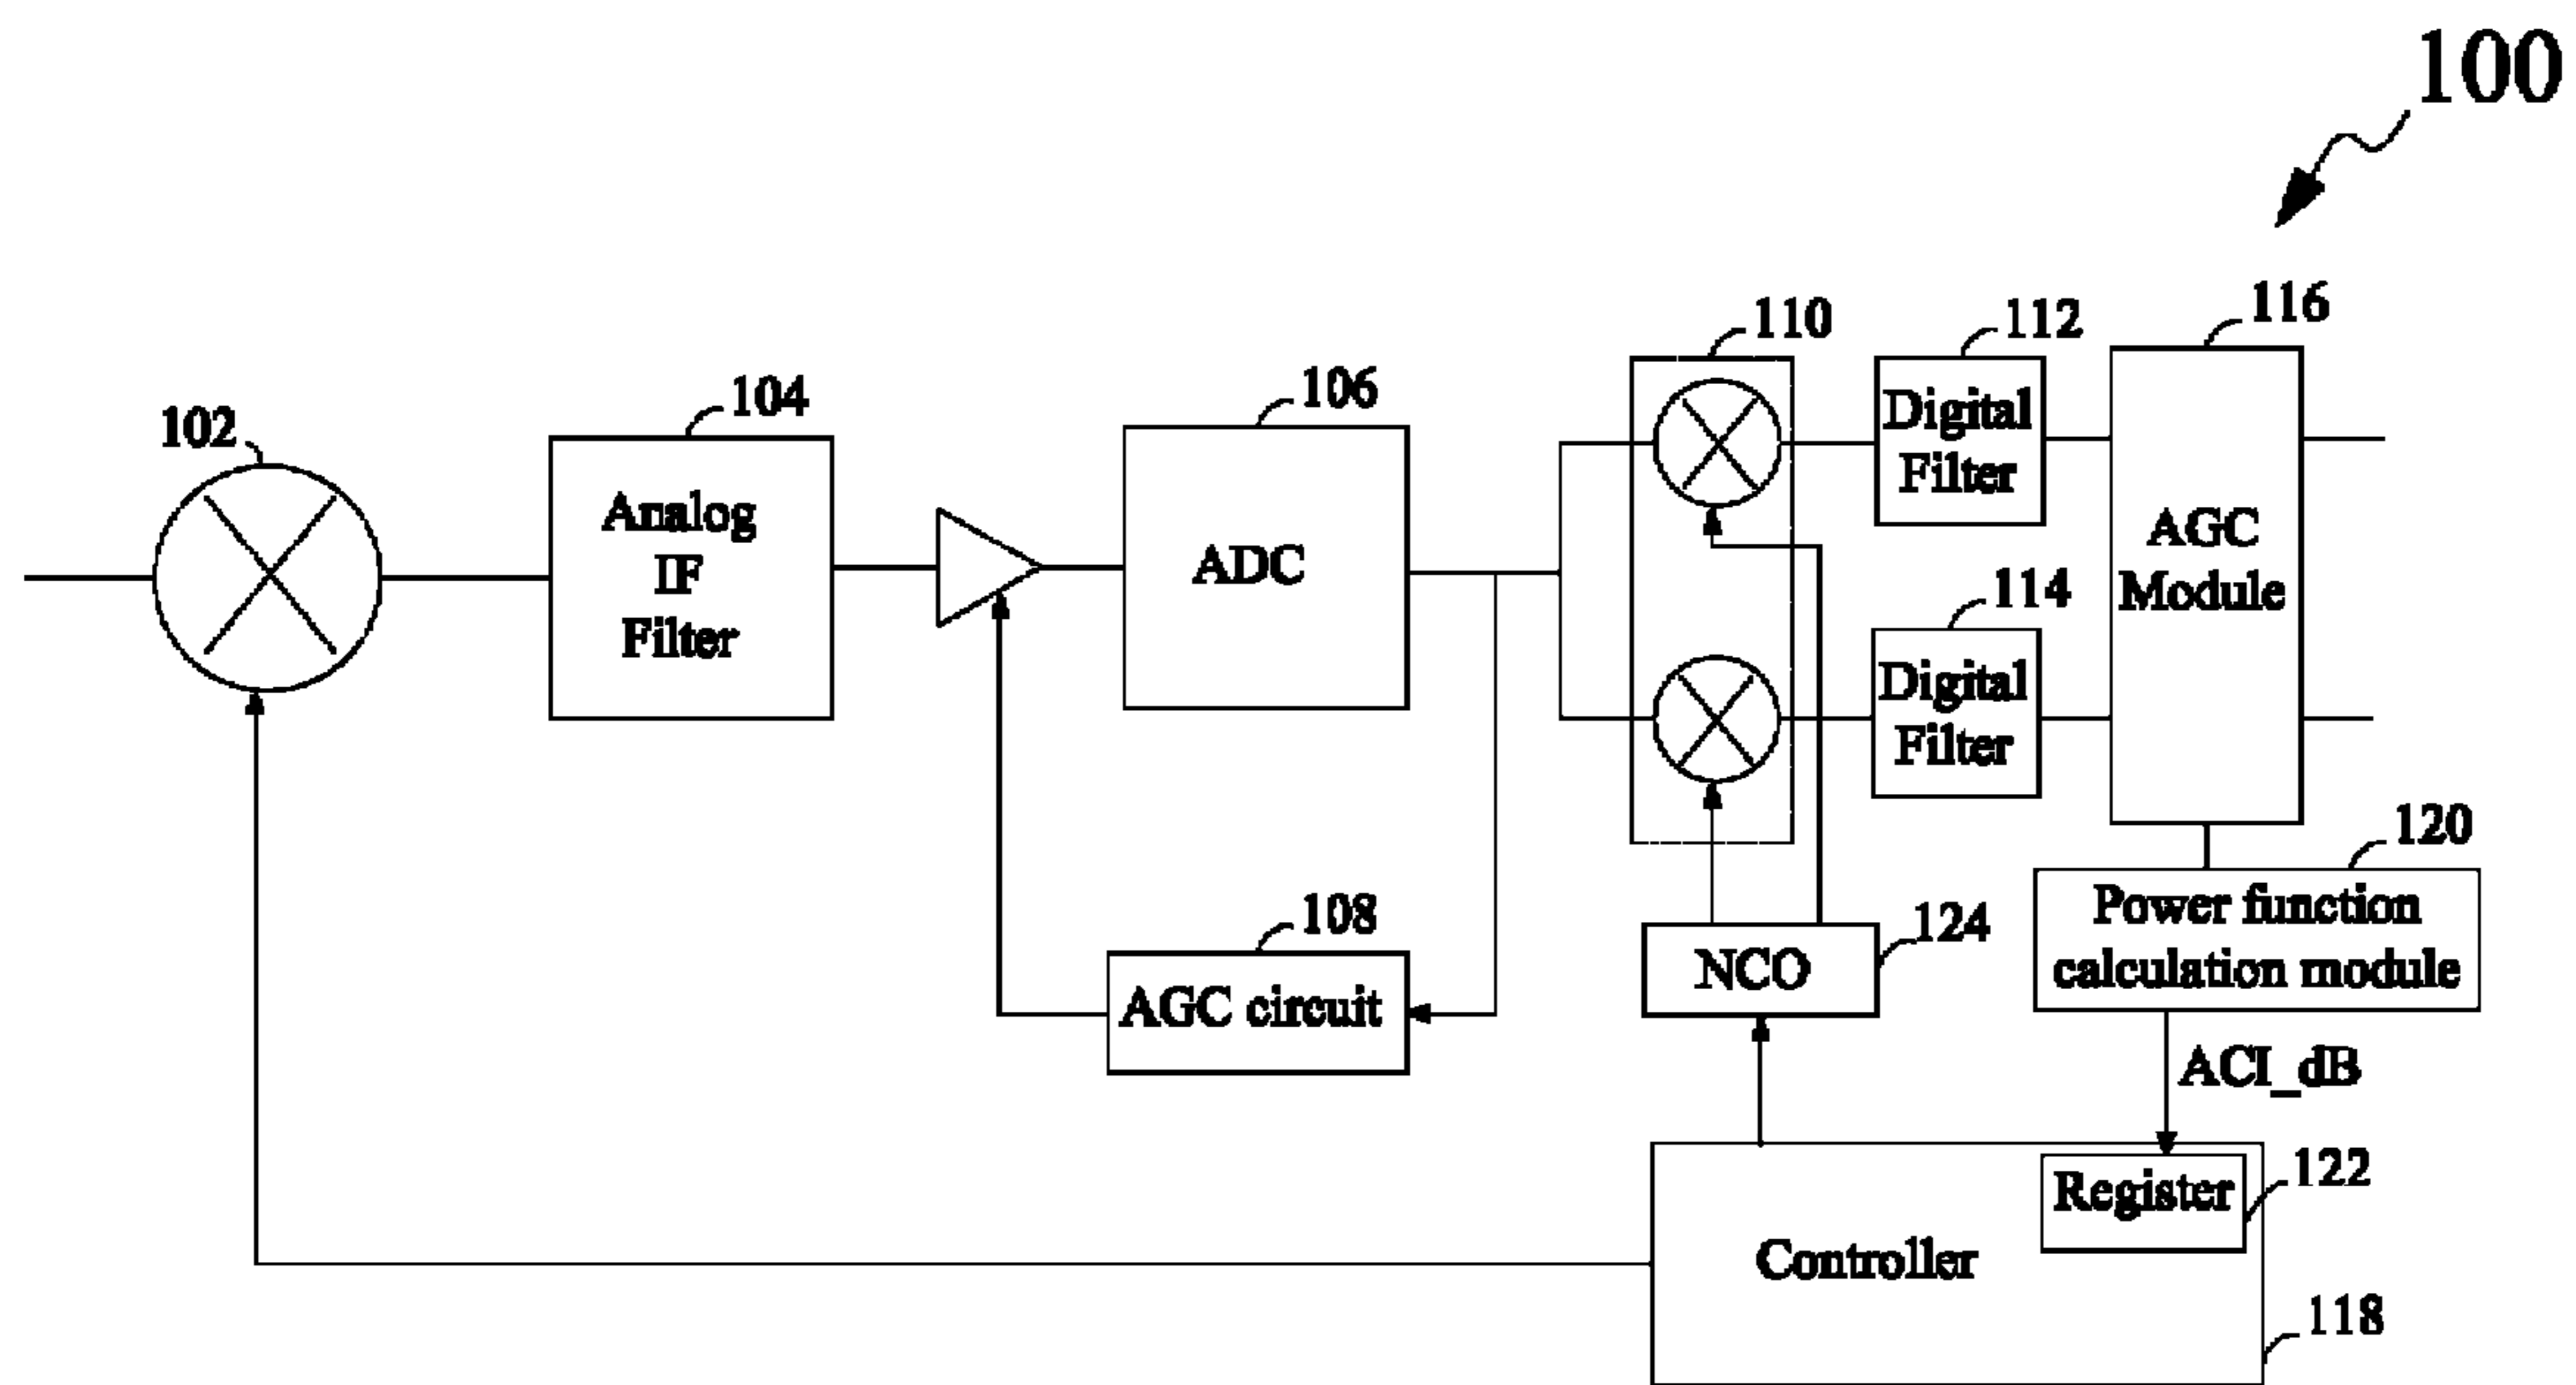 100
116
110
112
106
104
102
Digital
Filter
Analog
IF
Filter
ADC
AGC
Module
114
Digital
Filter
120
108
124
Power function
calculation module
NCO
AGC circuit
ACI_dB
122
Register
Controller
118